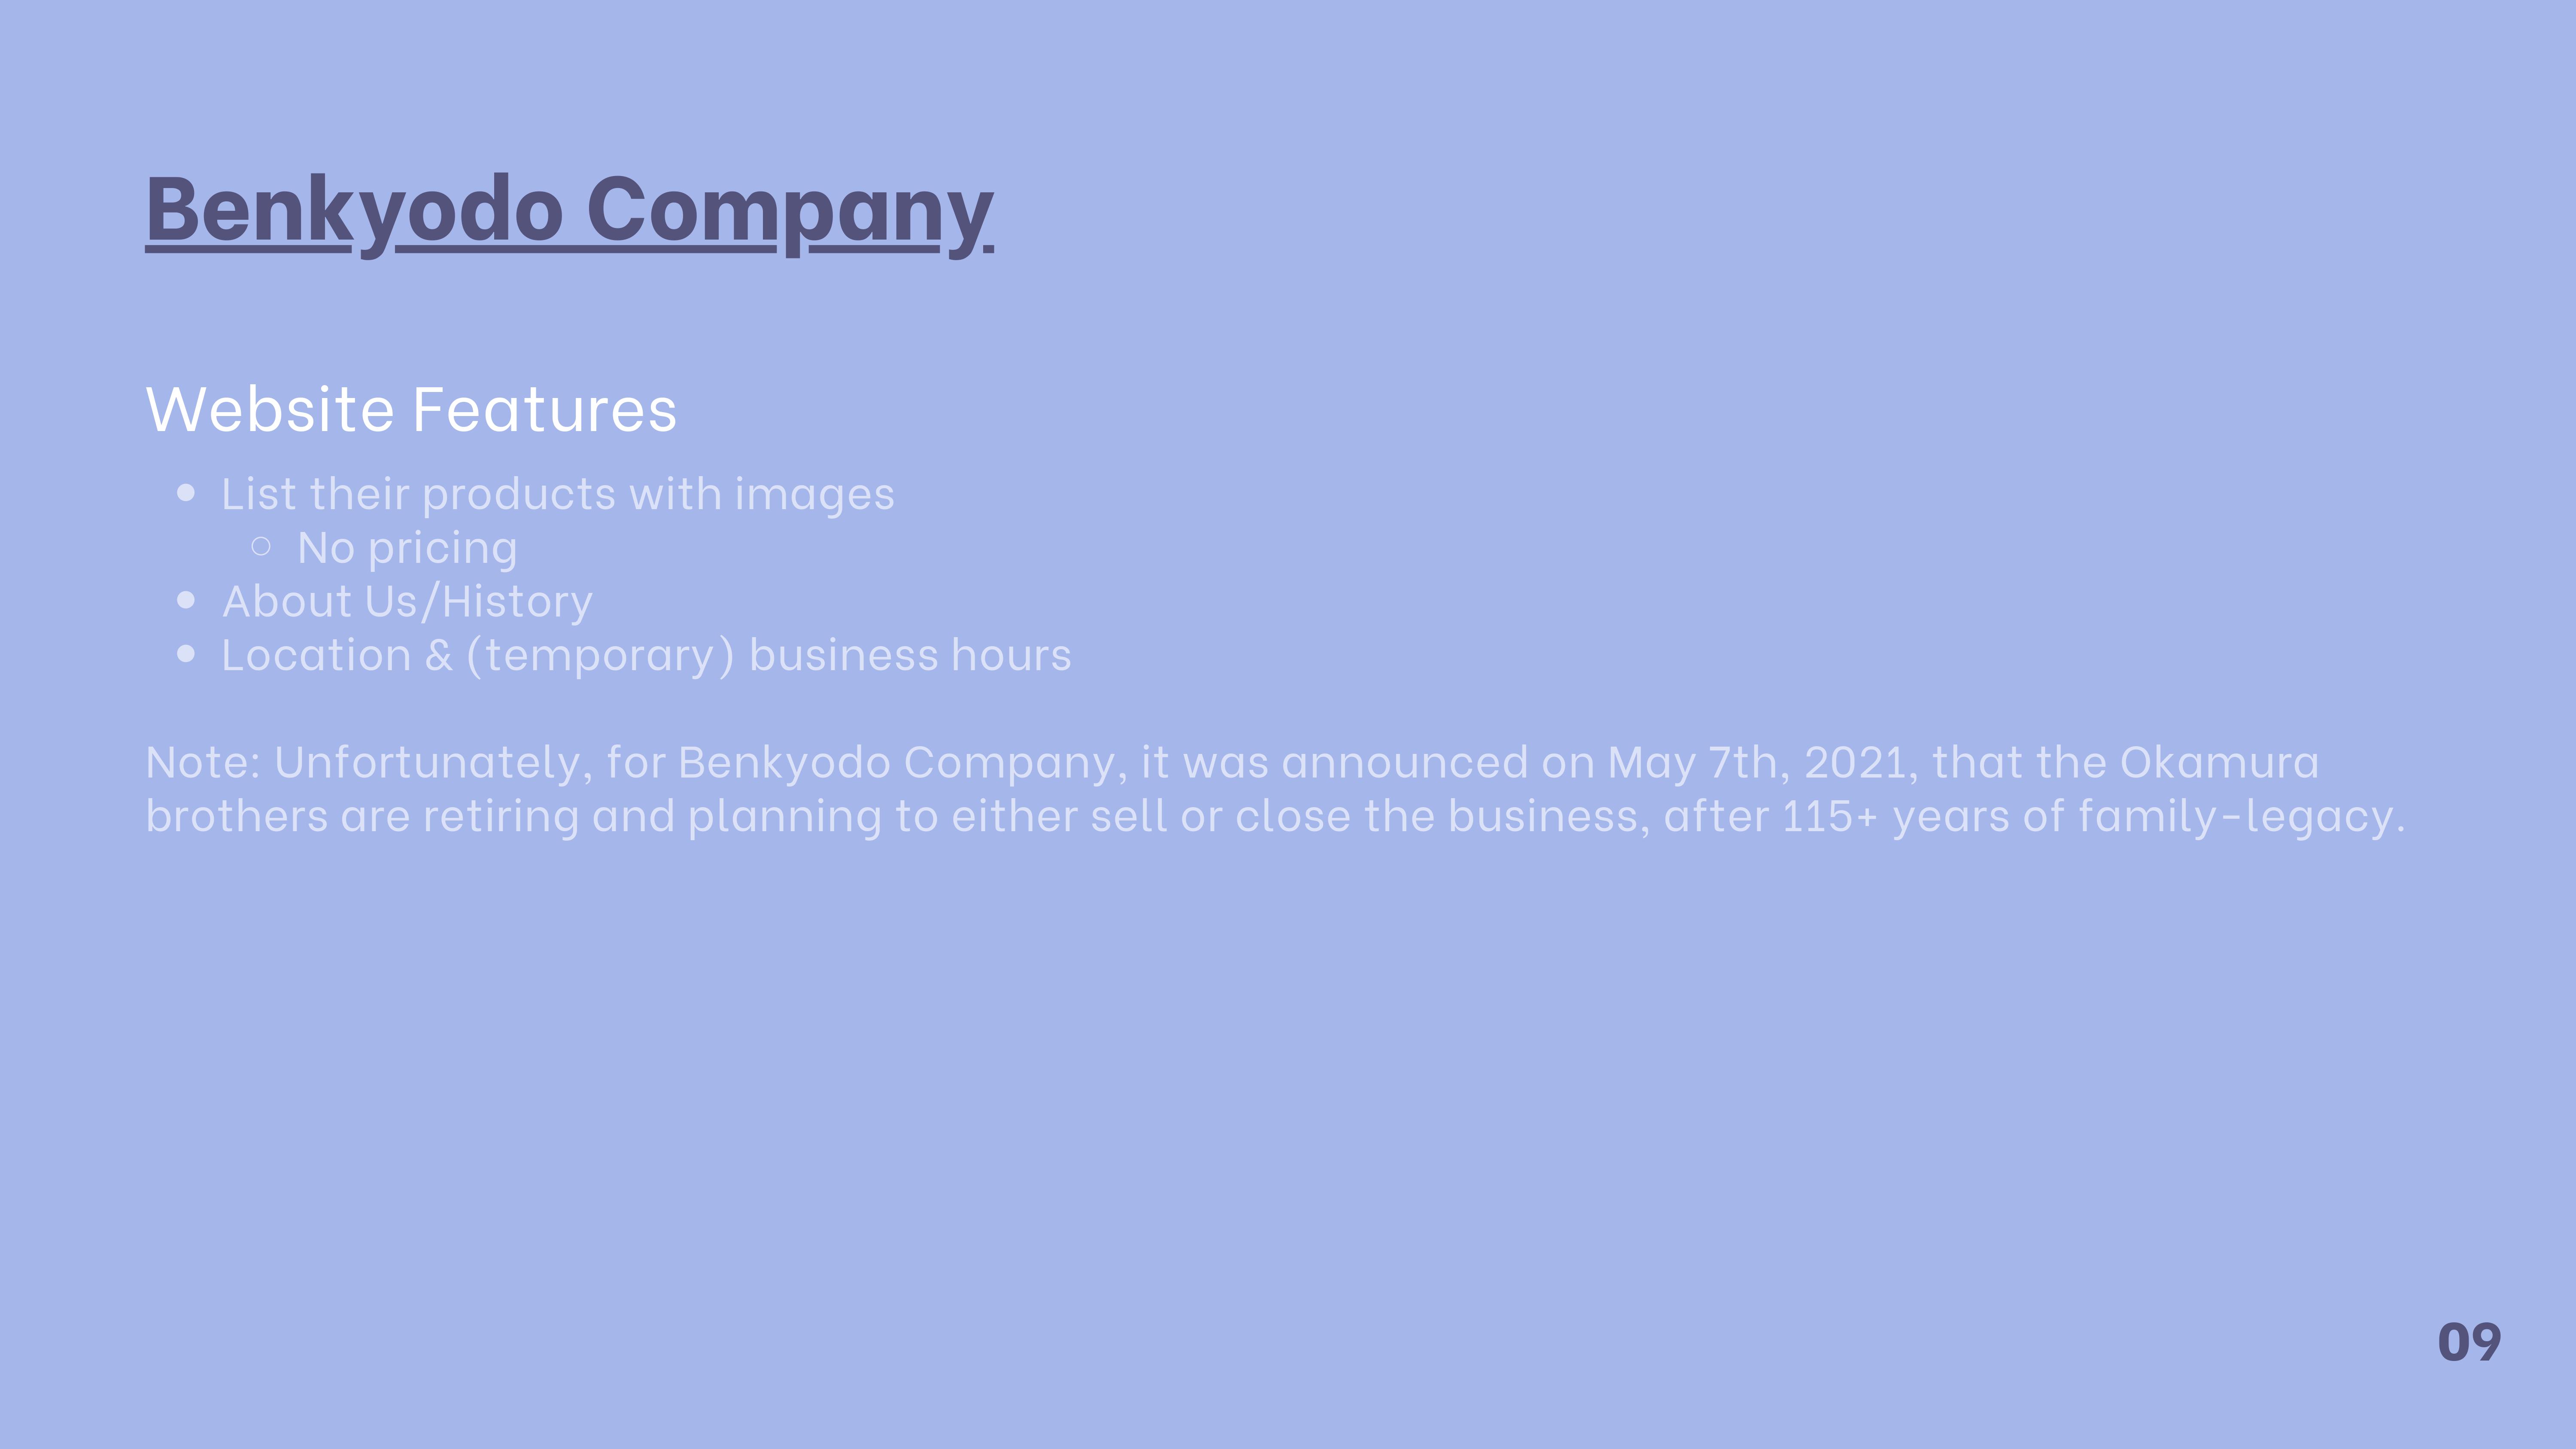 Benkyodo Company
Website Features
• List their products with images
○ No pricing
• About Us/History
• Location & (temporary) business hours
Note: Unfortunately, for Benkyodo Company, it was announced on May 7th, 2021, that the Okamura
brothers are retiring and planning to either sell or close the business, after 115+ years of family-legacy.
09